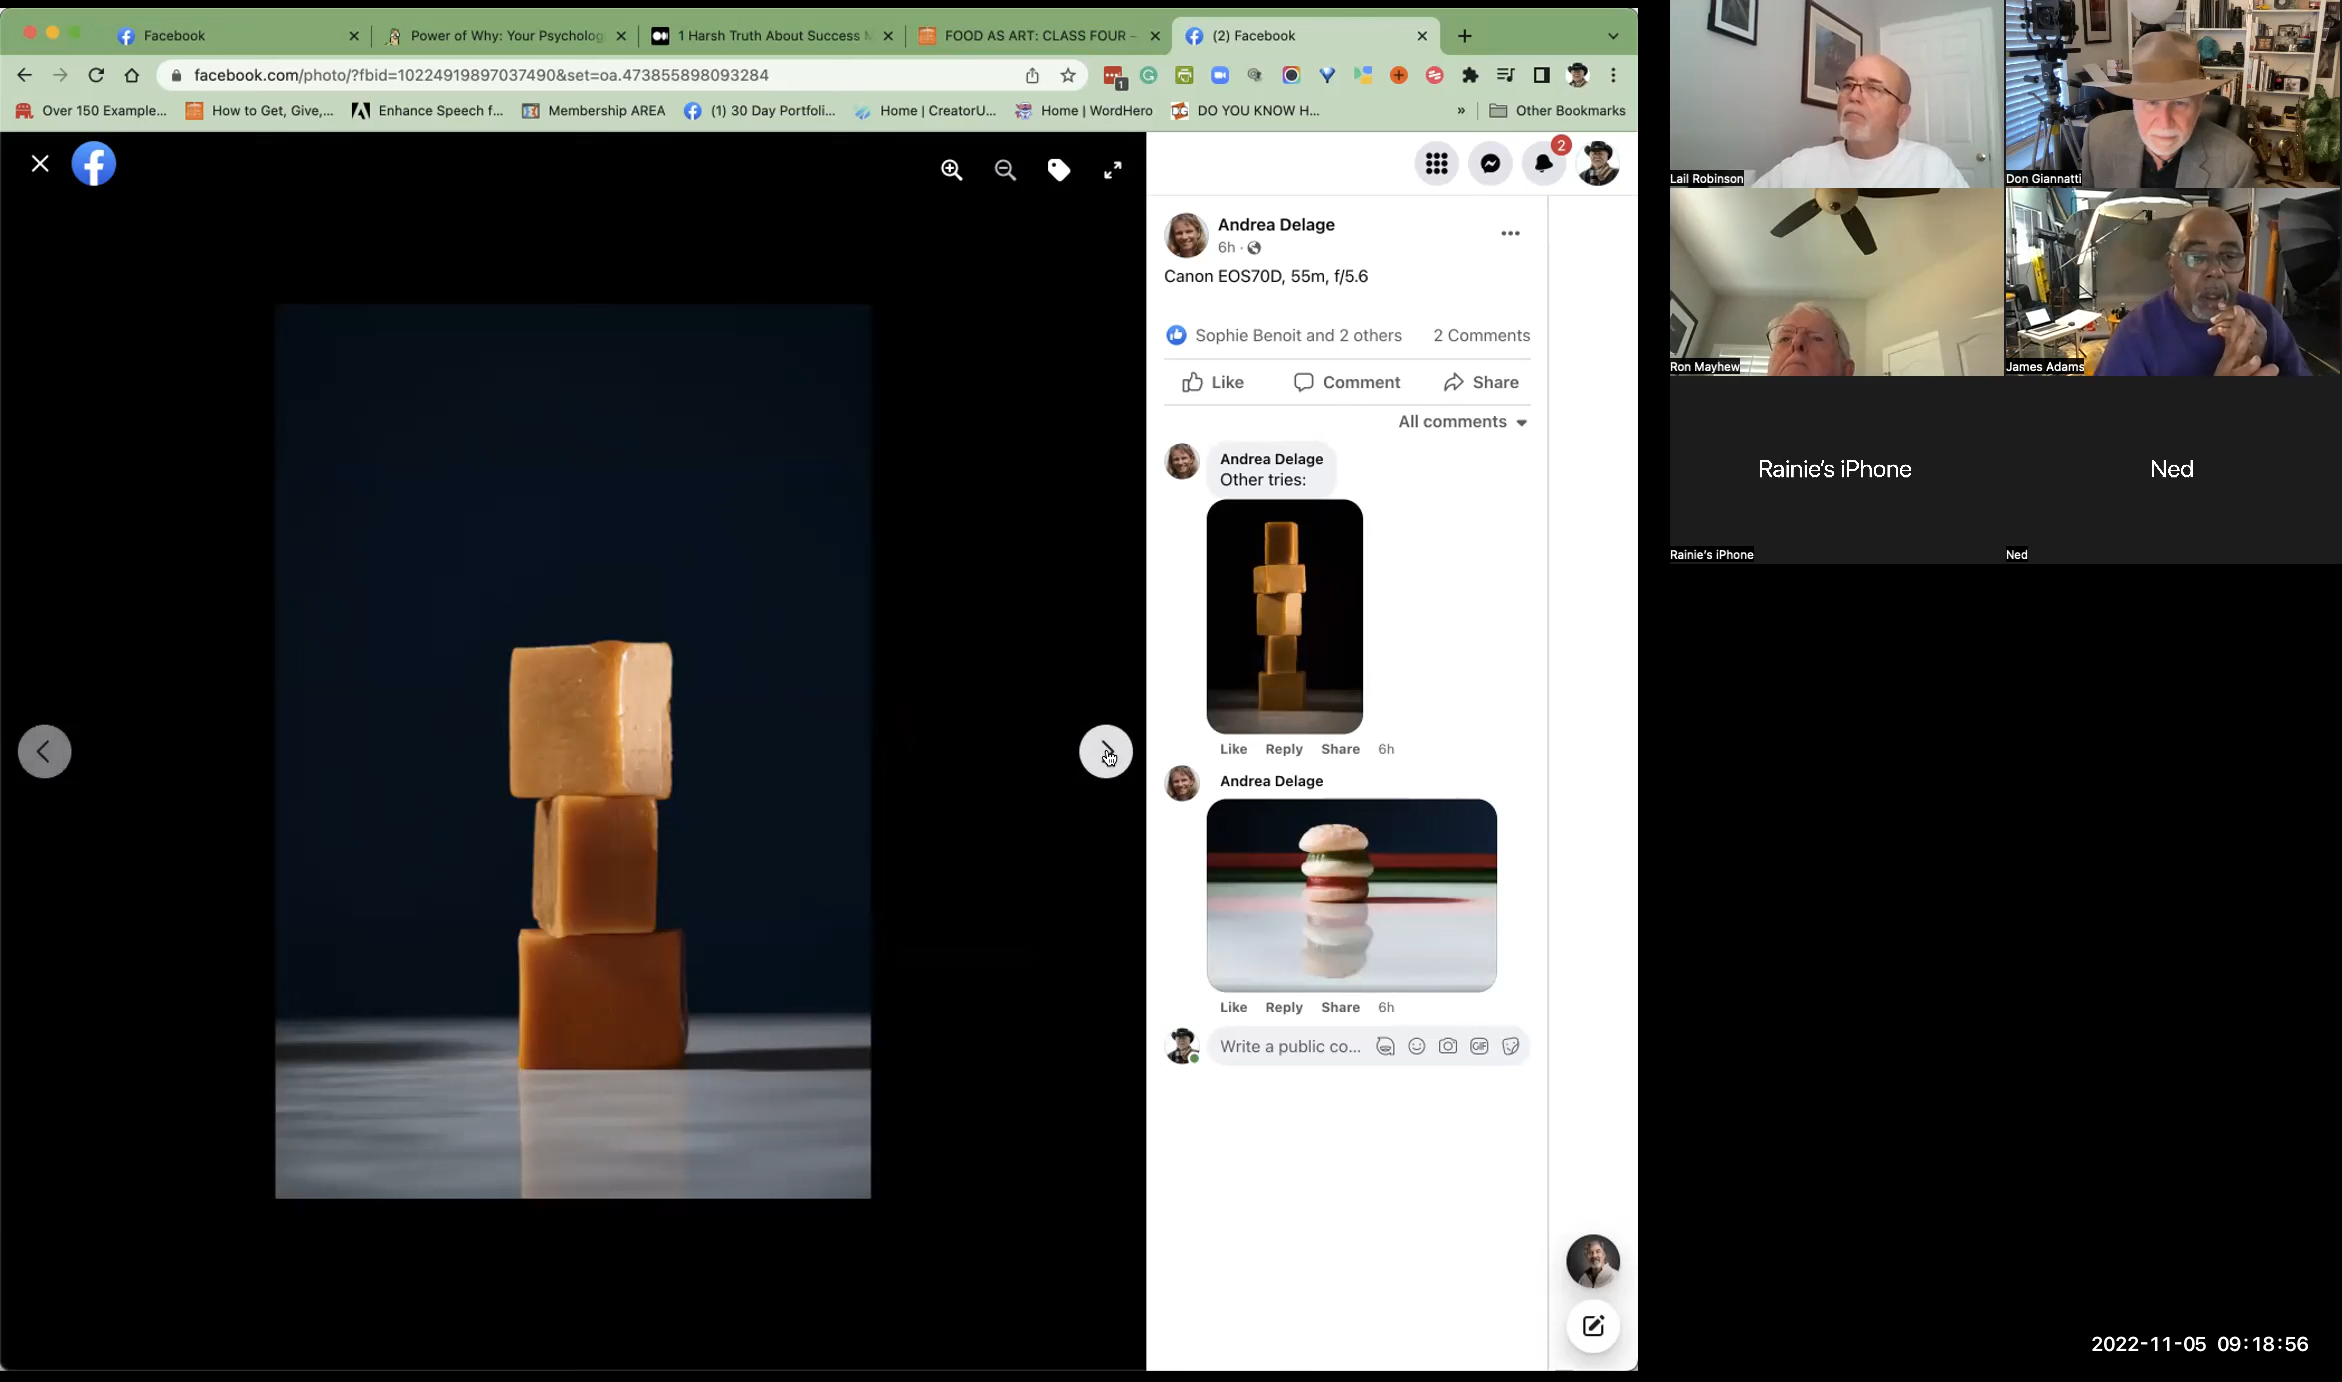 Facebook
Power of Why: Your Psycholog
1 Harsh Truth About Success M
FOOD AS ART: CLASS FOUR –
(2) Facebook
facebook.com/photo/?fbid=10224919897037490&set=oa.473855898093284
1
Over 150 Example...
How to Get, Give,...
Enhance Speech f...
Membership AREA
(1) 30 Day Portfoli...
Home | CreatorU...
Home | WordHero
DO YOU KNOW H...
»
Other Bookmarks
2
Andrea Delage
6h ·
Canon EOS70D, 55m, f/5.6
Sophie Benoit and 2 others 2 Comments
Like Comment Share
All comments
Andrea Delage
Other tries:
Like Reply Share 6h
Andrea Delage
Like Reply Share 6h
Write a public co...
GIF
Lail Robinson
Don Giannatti
Ron Mayhew
James Adams
Rainie's iPhone
Ned
Rainie's iPhone
Ned
2022-11-05 09:18:56